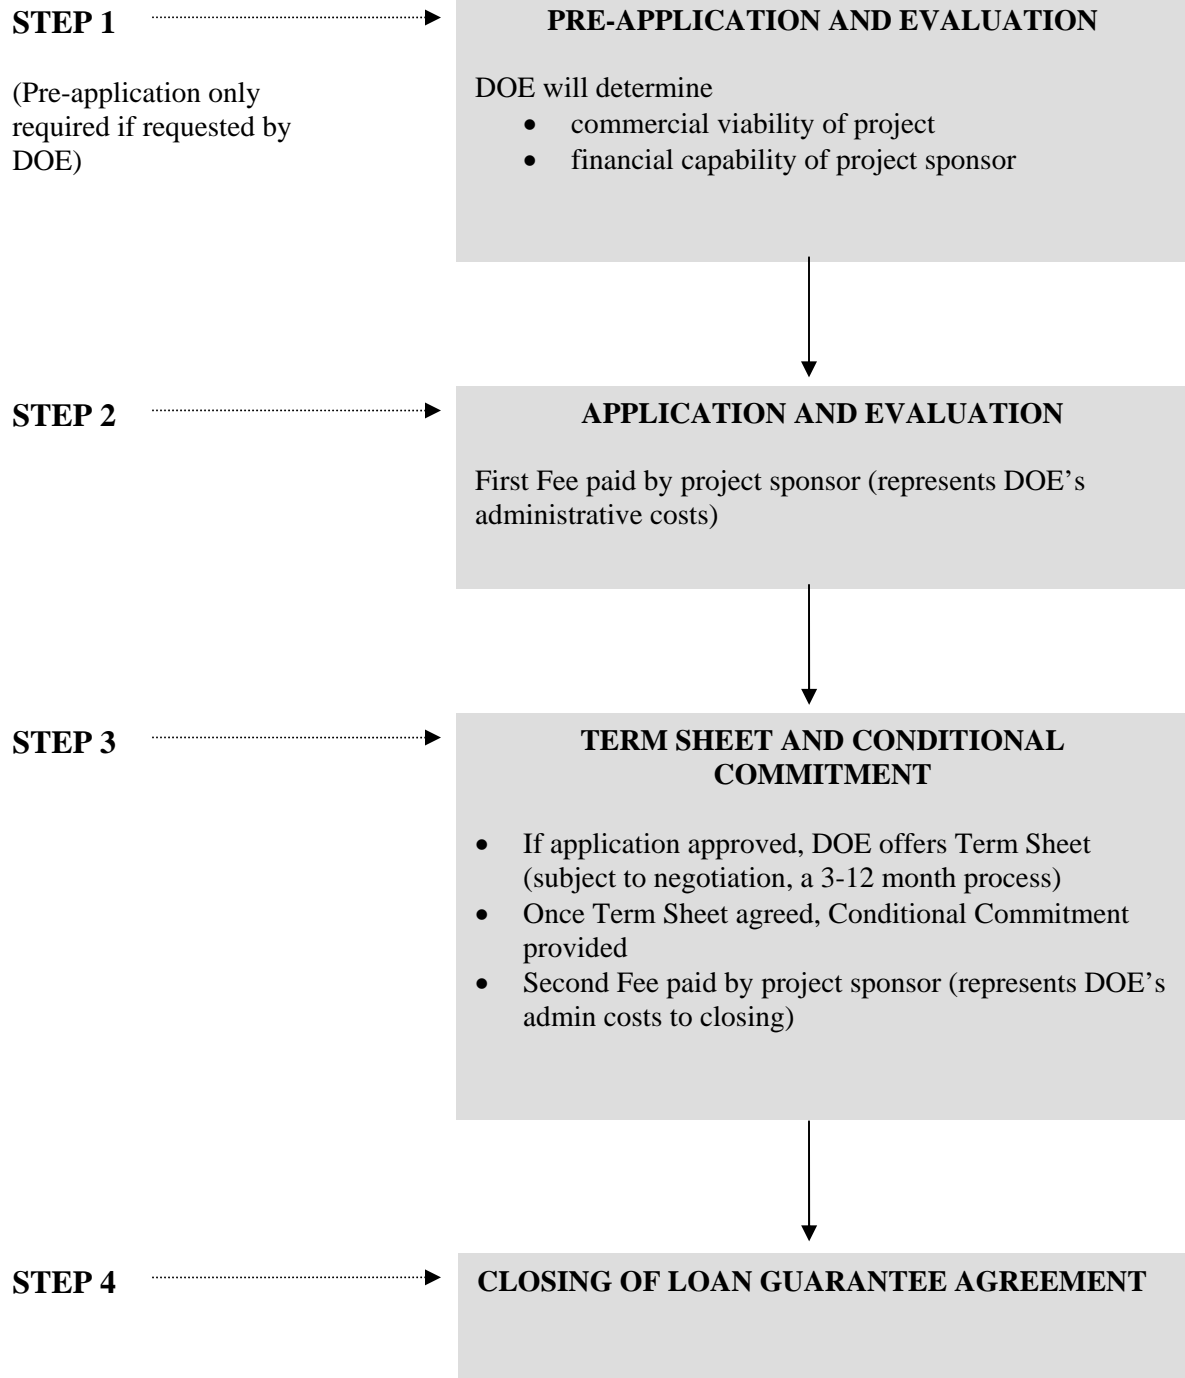 STEP 1
PRE-APPLICATION AND EVALUATION
(Pre-application only
required if requested by
DOE)
DOE will determine
• commercial viability of project
• financial capability of project sponsor
STEP 2
APPLICATION AND EVALUATION
First Fee paid by project sponsor (represents DOE’s
administrative costs)
STEP 3
TERM SHEET AND CONDITIONAL
COMMITMENT
• If application approved, DOE offers Term Sheet
(subject to negotiation, a 3-12 month process)
• Once Term Sheet agreed, Conditional Commitment
provided
• Second Fee paid by project sponsor (represents DOE’s
admin costs to closing)
STEP 4
CLOSING OF LOAN GUARANTEE AGREEMENT